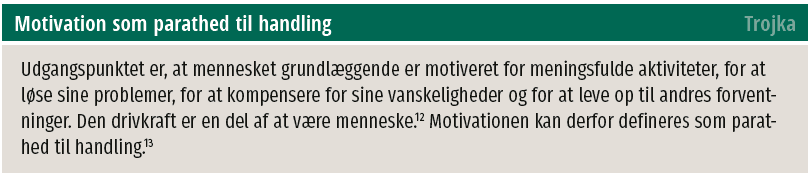 Motivation som parathed til handling Trojka
Udgangspunktet er, at mennesket grundlæggende er motiveret for meningsfulde aktiviteter, for at
løse sine problemer, for at kompensere for sine vanskeligheder og for at leve op til andres forvent-
ninger. Den drivkraft er en del af at være menneske.¹² Motivationen kan derfor defineres som parat-
hed til handling.¹³